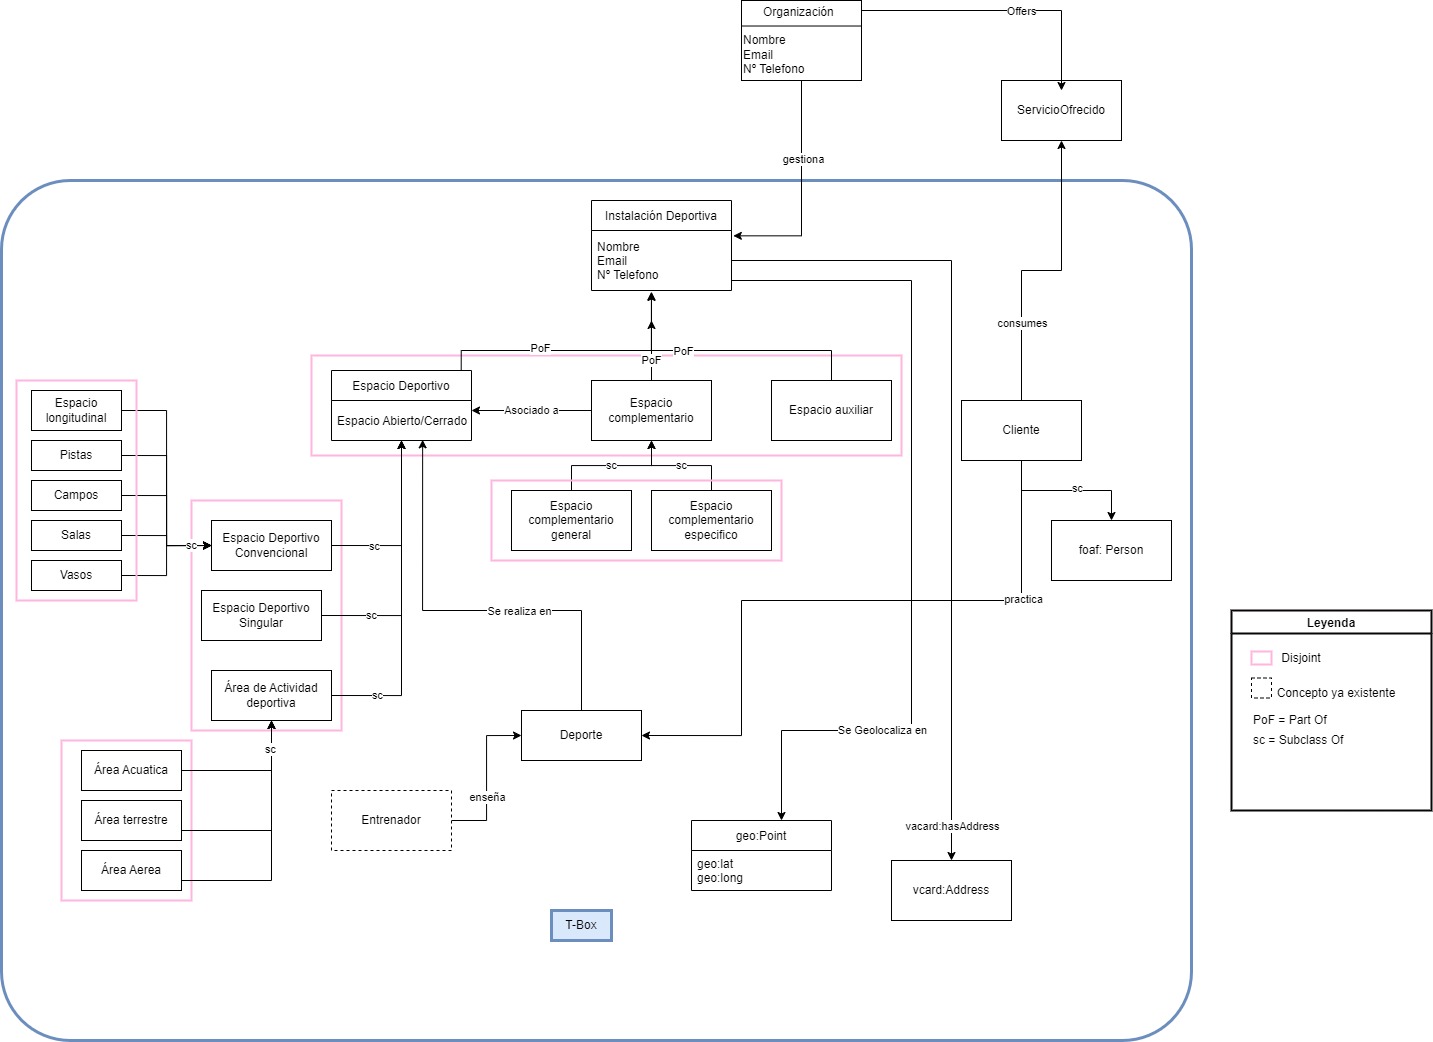 Organización
Nombre
Email
Nº Telefono
Offers
ServicioOfrecido
gestiona
Instalación Deportiva
Nombre
Email
Nº Telefono
consumes
PoF
PoF
PoF
Espacio Deportivo
Espacio Abierto/Cerrado
Asociado a
Espacio
complementario
Espacio auxiliar
Cliente
sc
foaf: Person
practica
sc
sc
Espacio
complementario
general
Espacio
complementario
especifico
Espacio
longitudinal
Pistas
Campos
Salas
Vasos
sc
Espacio Deportivo
Convencional
sc
Espacio Deportivo
Singular
sc
Área de Actividad
deportiva
sc
sc
Área Acuatica
Área terrestre
Área Aerea
Se realiza en
Deporte
enseña
Entrenador
Se Geolocaliza en
geo:Point
geo:lat
geo:long
vacard:hasAddress
vcard:Address
T-Box
Leyenda
Disjoint
Concepto ya existente
PoF = Part Of
sc = Subclass Of